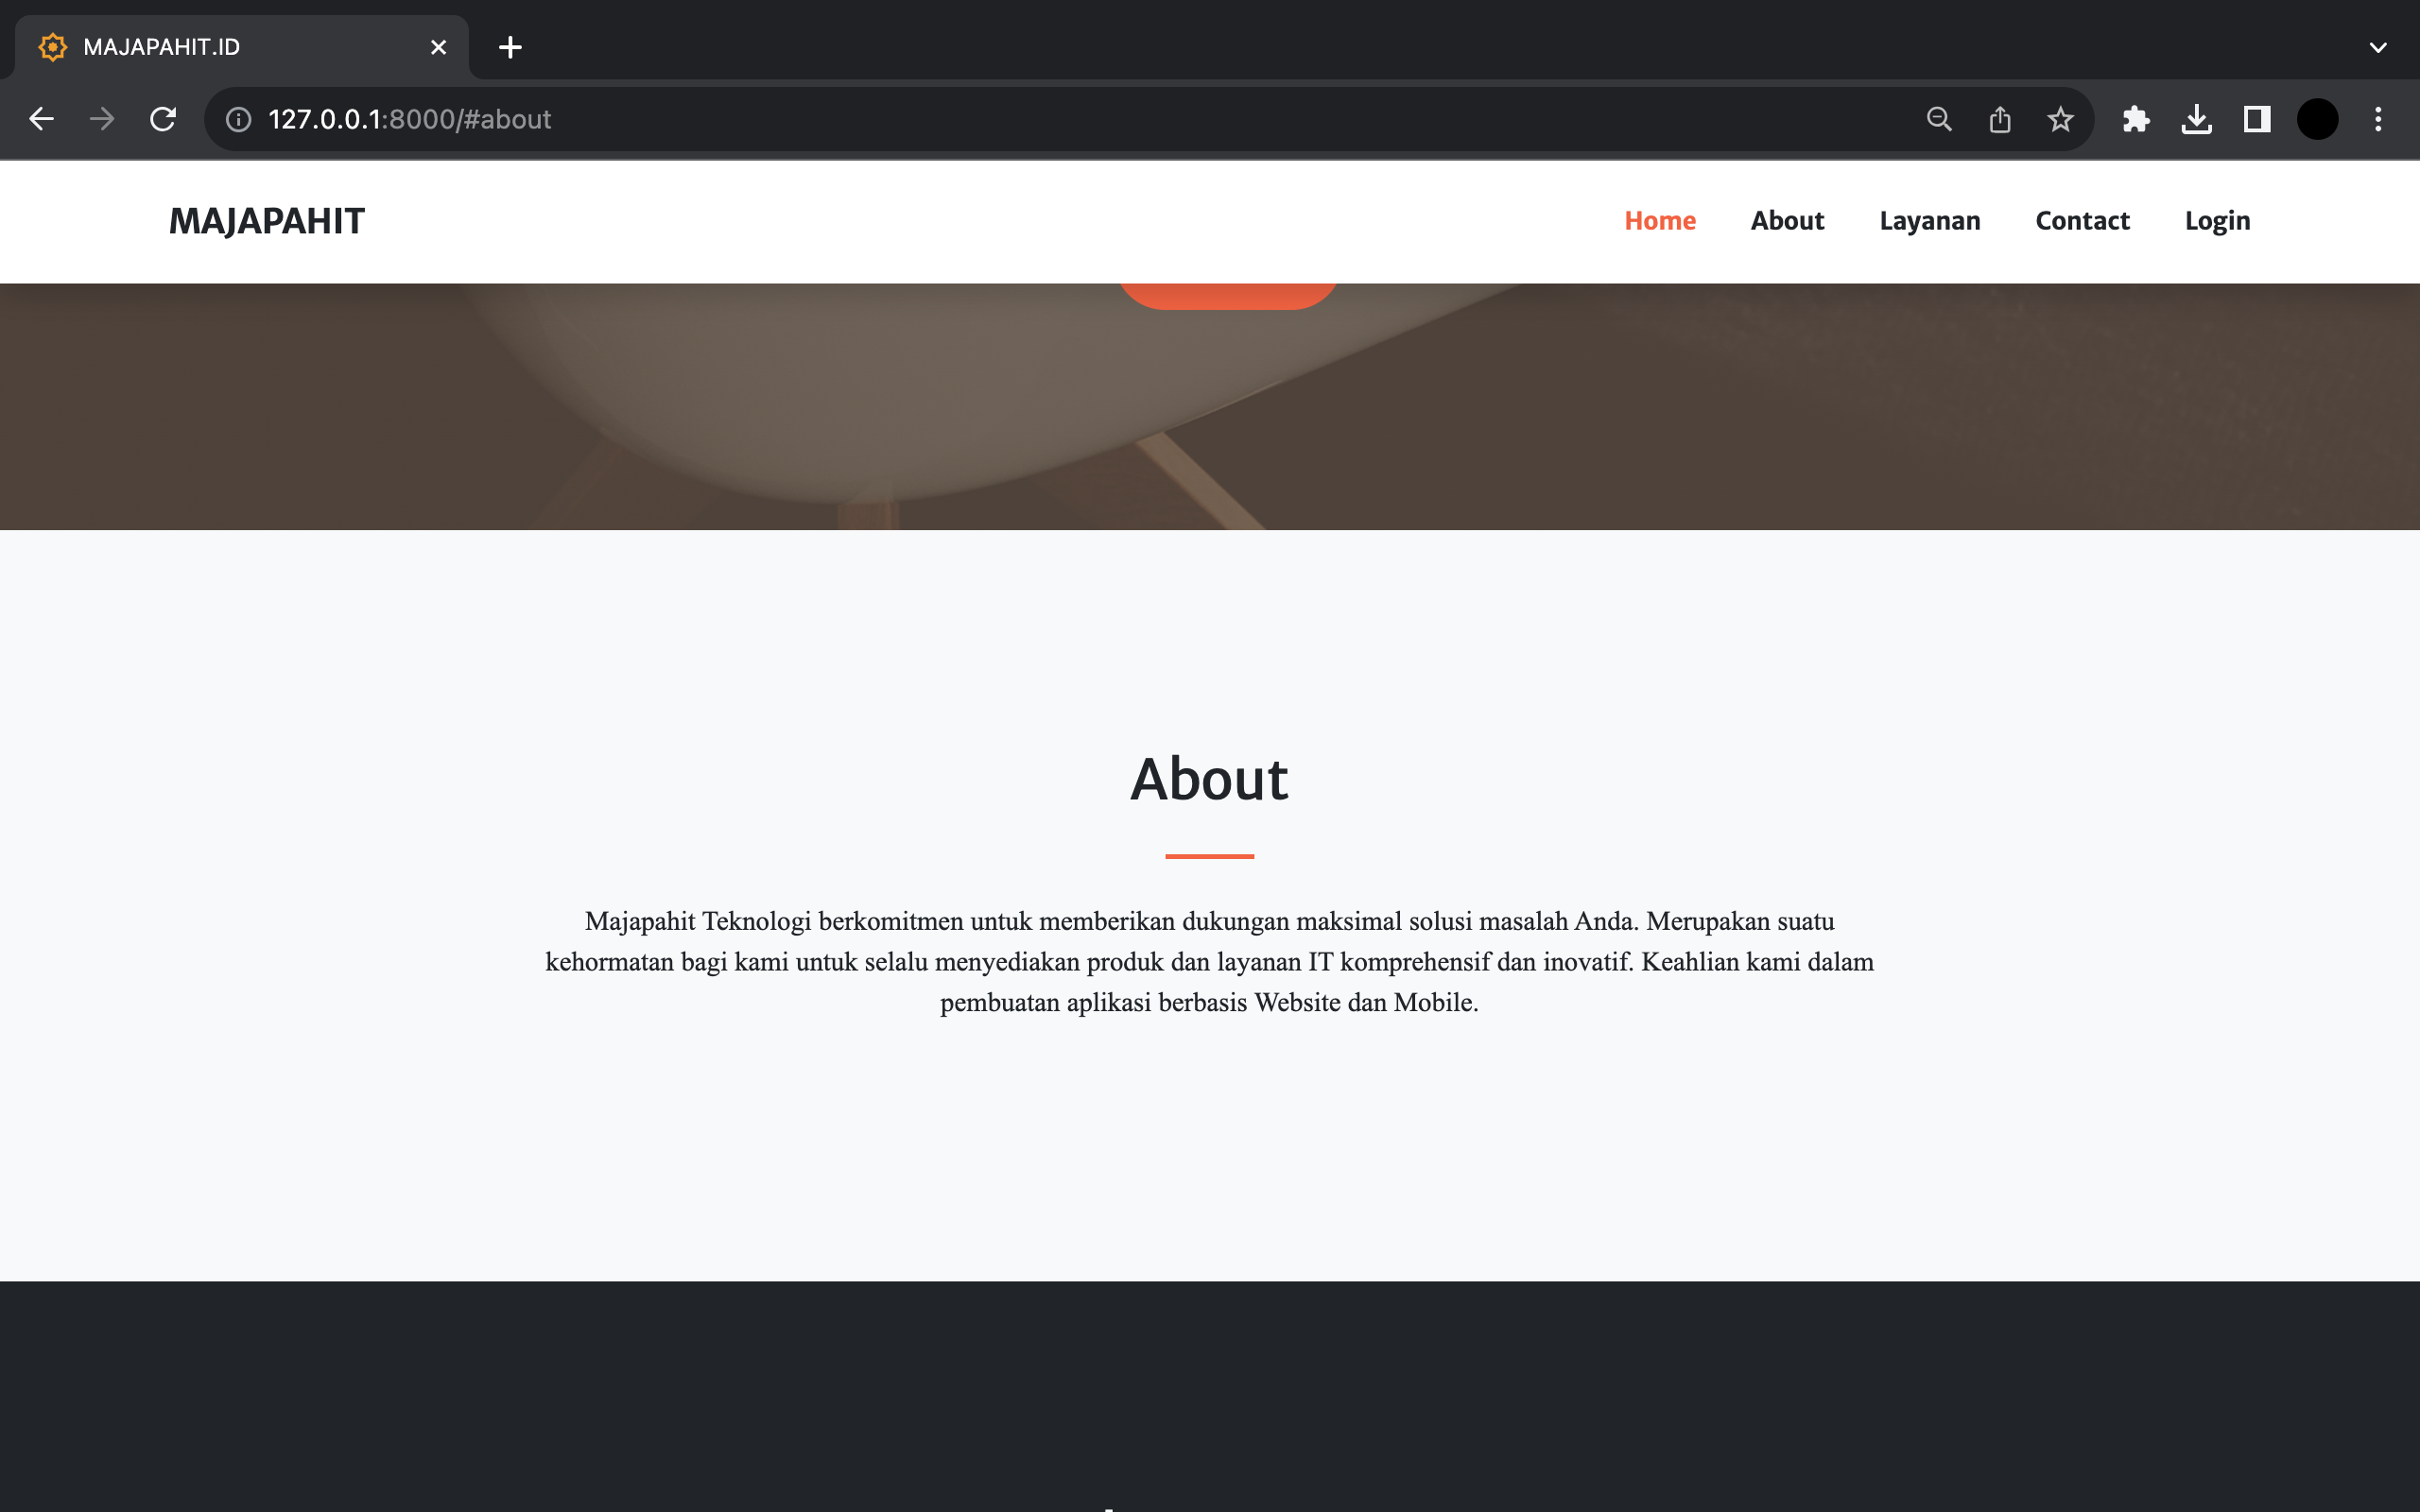 MAJAPAHIT.ID
127.0.0.1:8000/#about
MAJAPAHIT
Home About Layanan Contact Login
About
Majapahit Teknologi berkomitmen untuk memberikan dukungan maksimal solusi masalah Anda. Merupakan suatu
kehormatan bagi kami untuk selalu menyediakan produk dan layanan IT komprehensif dan inovatif. Keahlian kami dalam
pembuatan aplikasi berbasis Website dan Mobile.